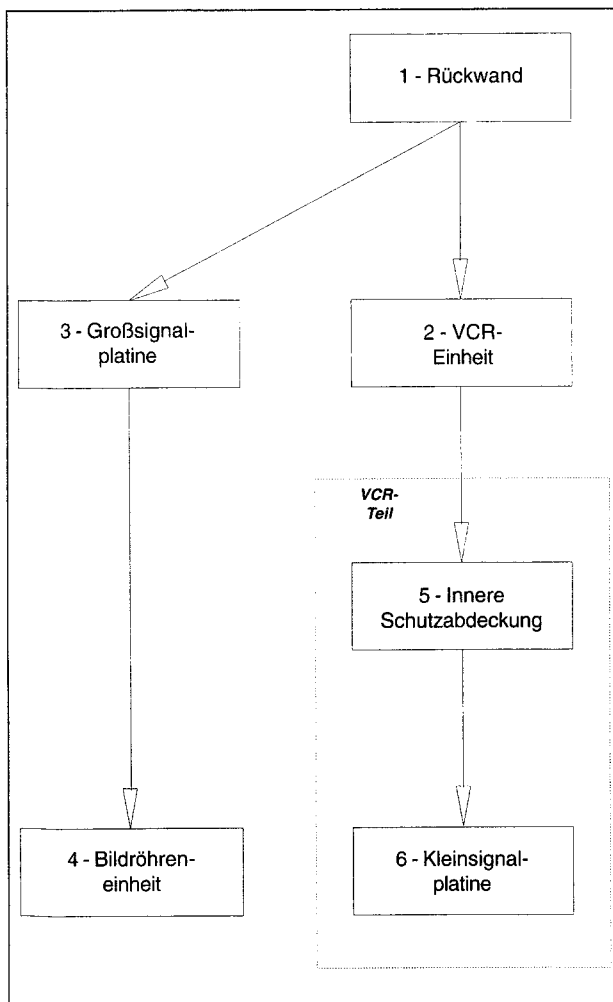 1 - Rückwand
3 - Großsignal-
platine
2 - VCR-
Einheit
VCR-
Teil
5 - Innere
Schutzabdeckung
4 - Bildröhren-
einheit
6 - Kleinsignal-
platine